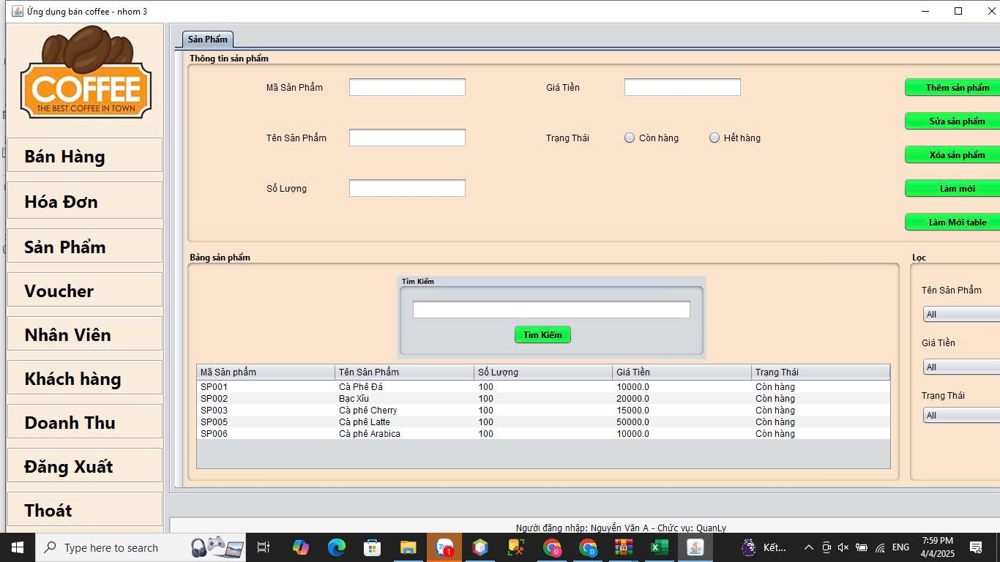 Ứng dụng bán coffee - nhom 3
COFFEE
THE BEST COFFEE IN TOWN
Bán Hàng
Hóa Đơn
Sản Phẩm
Voucher
Nhân Viên
Khách hàng
Doanh Thu
Đăng Xuất
Thoát
Sản Phẩm
Thông tin sản phẩm
Mã Sản Phẩm
Giá Tiền
Thêm sản phẩm
Sửa sản phẩm
Tên Sản Phẩm
Trạng Thái
Còn hàng
Hết hàng
Xóa sản phẩm
Số Lượng
Làm mới
Làm Mới table
Bảng sản phẩm
Tìm Kiếm
Tìm Kiếm
Mã Sản phẩm Tên Sản Phẩm Số Lượng Giá Tiền Trạng Thái
SP001 Cà Phê Đá 100 10000.0 Còn hàng
SP002 Bạc Xỉu 100 20000.0 Còn hàng
SP003 Cà phê Cherry 100 15000.0 Còn hàng
SP005 Cà phê Latte 100 50000.0 Còn hàng
SP006 Cà phê Arabica 100 10000.0 Còn hàng
Lọc
Tên Sản Phẩm
All
Giá Tiền
All
Trạng Thái
All
Người đăng nhập: Nguyễn Văn A - Chức vụ: QuanLy
Type here to search
1
D
D
Kết...
ENG
7:59 PM
4/4/2025